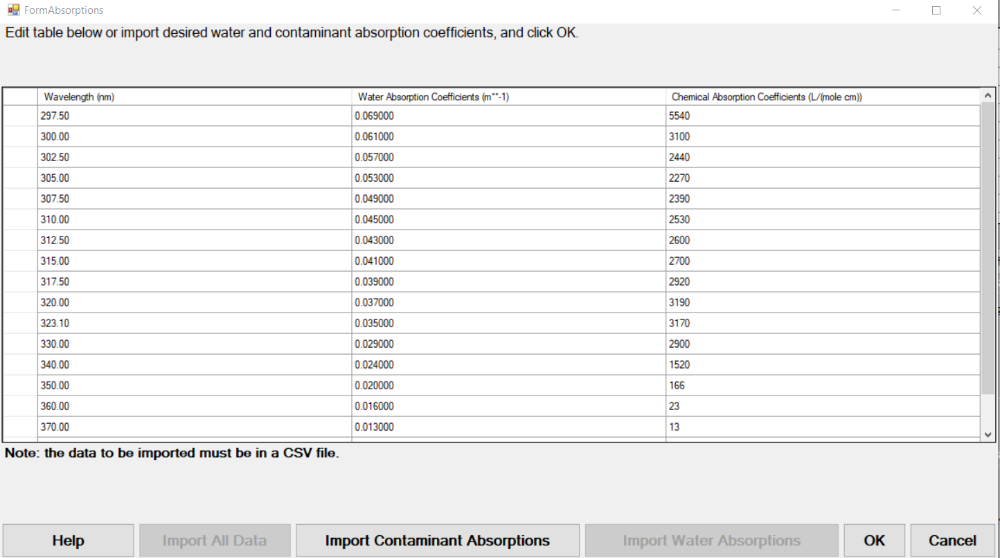 FormAbsorptions
Edit table below or import desired water and contaminant absorption coefficients, and click OK.
Wavelength (nm) Water Absorption Coefficients (m**-1) Chemical Absorption Coefficients (L/(mole cm))
297.50 0.069000 5540
300.00 0.061000 3100
302.50 0.057000 2440
305.00 0.053000 2270
307.50 0.049000 2390
310.00 0.045000 2530
312.50 0.043000 2600
315.00 0.041000 2700
317.50 0.039000 2920
320.00 0.037000 3190
323.10 0.035000 3170
330.00 0.029000 2900
340.00 0.024000 1520
350.00 0.020000 166
360.00 0.016000 23
370.00 0.013000 13
Note: the data to be imported must be in a CSV file.
Help Import All Data Import Contaminant Absorptions Import Water Absorptions OK Cancel